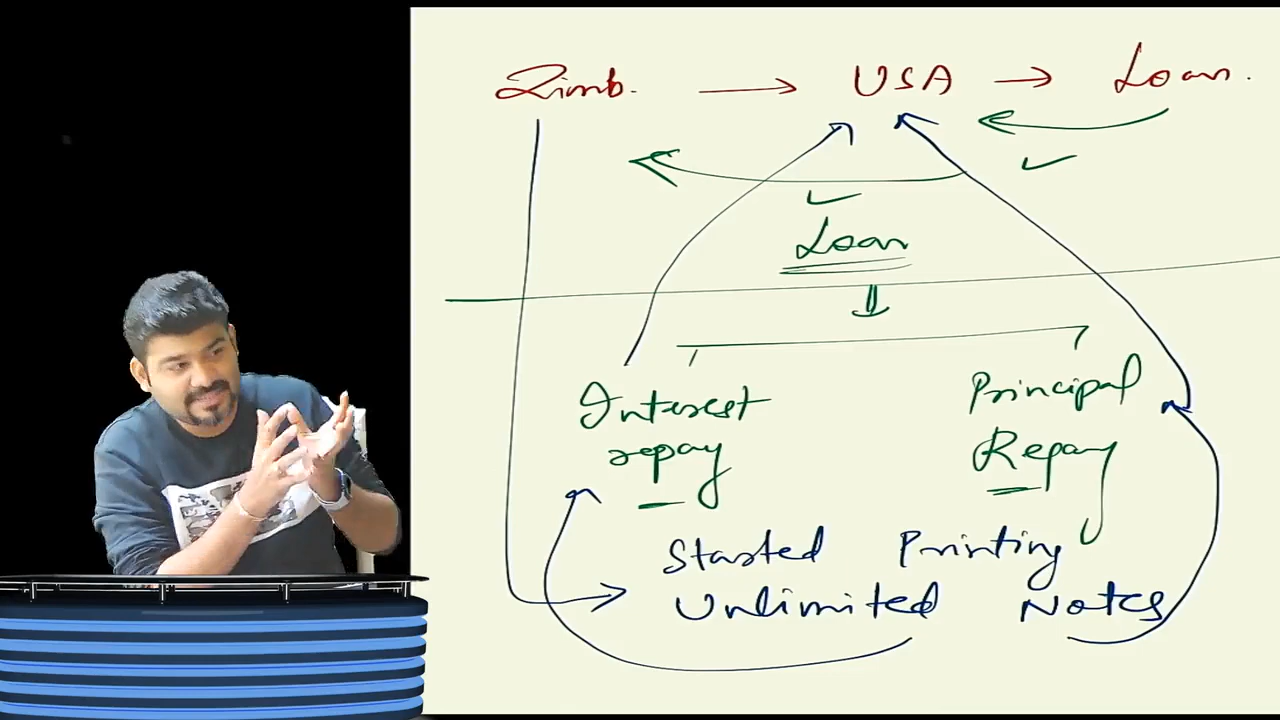 Zimb. → USA → Loan.
Loan
Interest repay
Principal Repay
Started Printing
Unlimited Notes